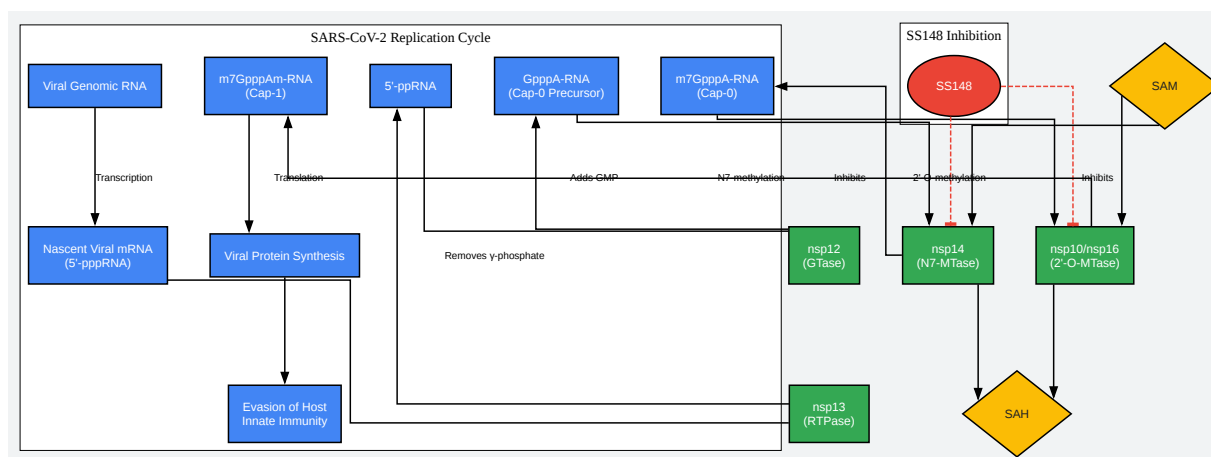 SARS-CoV-2 Replication Cycle
SS148 Inhibition
Viral Genomic RNA
m7GpppAm-RNA
(Cap-1)
5'-ppRNA
GpppA-RNA
(Cap-0 Precursor)
m7GpppA-RNA
(Cap-0)
SS148
SAM
Transcription
Translation
Adds GMP
N7-methylation
Inhibits
2'-O-methylation
Inhibits
Nascent Viral mRNA
(5'-pppRNA)
Viral Protein Synthesis
Removes γ-phosphate
nsp12
(GTase)
nsp14
(N7-MTase)
nsp10/nsp16
(2'-O-MTase)
Evasion of Host
Innate Immunity
nsp13
(RTPase)
SAH